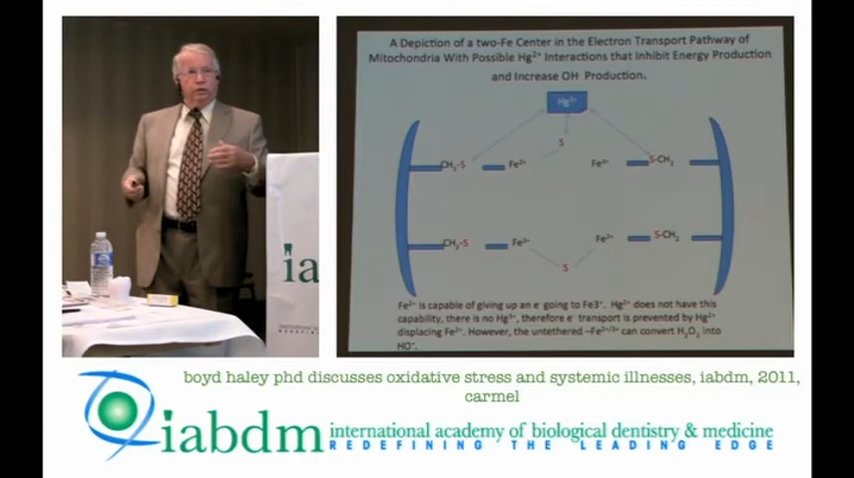 A Depiction of a two-Fe Center in the Electron Transport Pathway of
Mitochondria With Possible Hg²⁺ Interactions that Inhibit Energy Production
and Increase OH Production.
Hg²⁺
S
CH₂-S Fe²⁺ Fe²⁺ S-CH₂
CH₂-S Fe³⁺ Fe²⁺ S-CH₂
S
Fe²⁺ is capable of giving up an e⁻ going to Fe3⁺. Hg²⁺ does not have this
capability, there is no Hg³⁺, therefore e⁻ transport is prevented by Hg²⁺
displacing Fe²⁺. However, the untethered –Fe²⁺/³⁺ can convert H₂O₂ into
HO•.
ia
international
boyd haley phd discusses oxidative stress and systemic illnesses, iabdm, 2011,
carmel
iabdm international academy of biological dentistry & medicine
REDEFINING THE LEADING EDGE